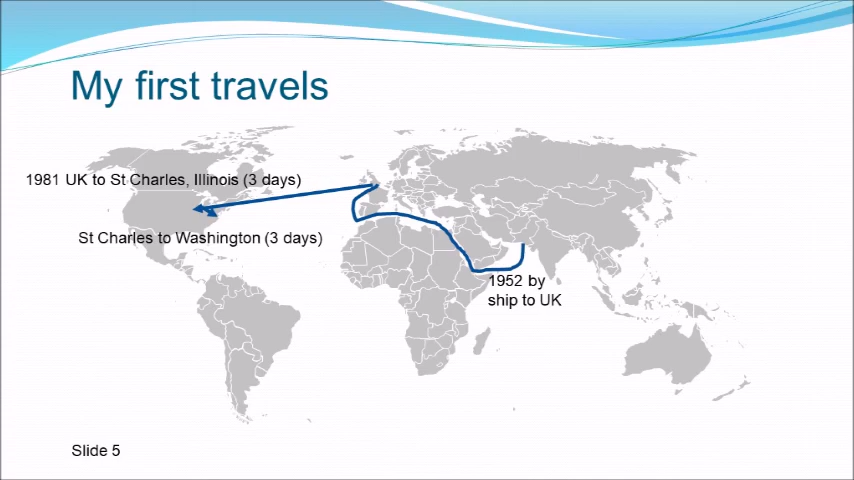 My first travels
1981 UK to St Charles, Illinois (3 days)
St Charles to Washington (3 days)
1952 by
ship to UK
Slide 5